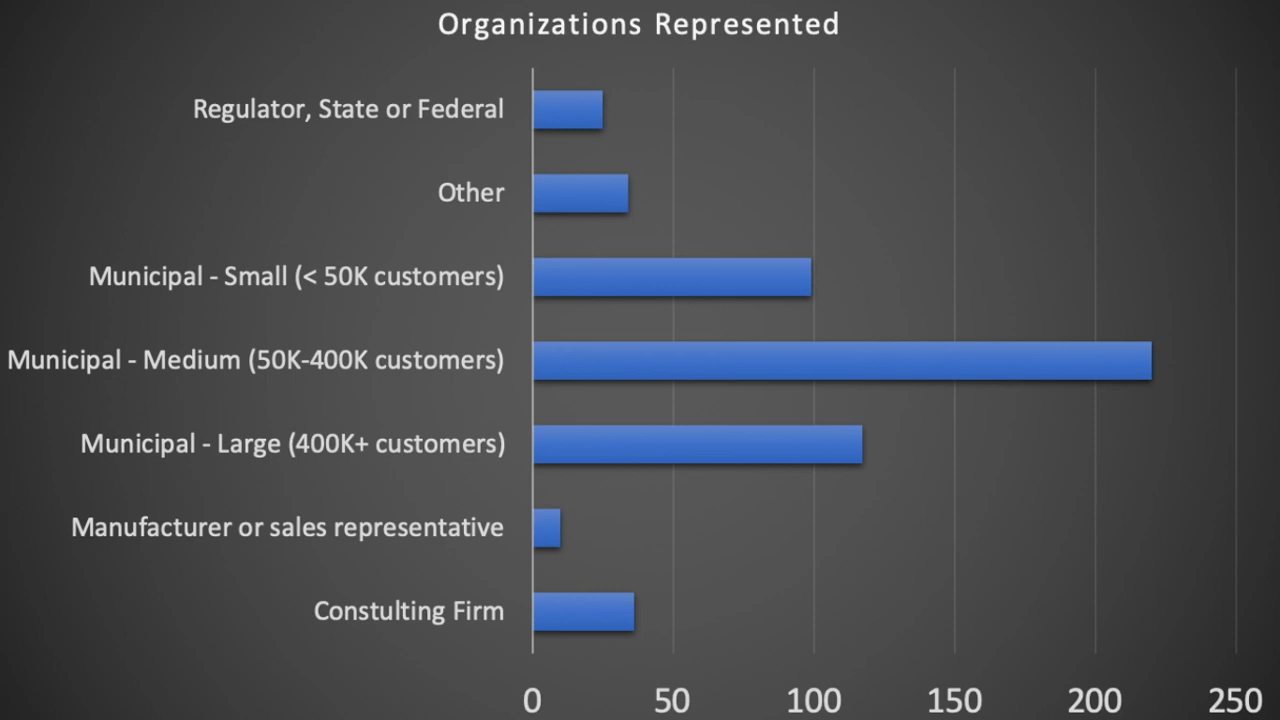 Organizations Represented
Regulator, State or Federal
Other
Municipal - Small (< 50K customers)
Municipal - Medium (50K-400K customers)
Municipal - Large (400K+ customers)
Manufacturer or sales representative
Constulting Firm
0 50 100 150 200 250